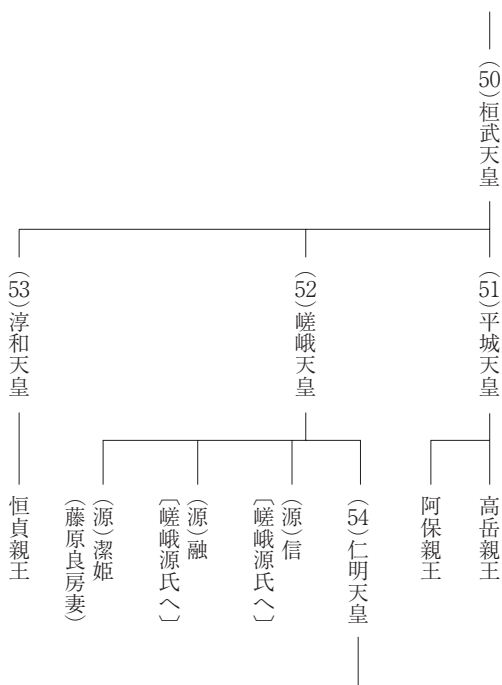 (50)桓武天皇
(51)平城天皇
(52)嵯峨天皇
(53)淳和天皇
高岳親王
阿保親王
(54)仁明天皇
(源)信
〔嵯峨源氏へ〕
(源)融
〔嵯峨源氏へ〕
(源)潔姫
(藤原良房妻)
恒貞親王